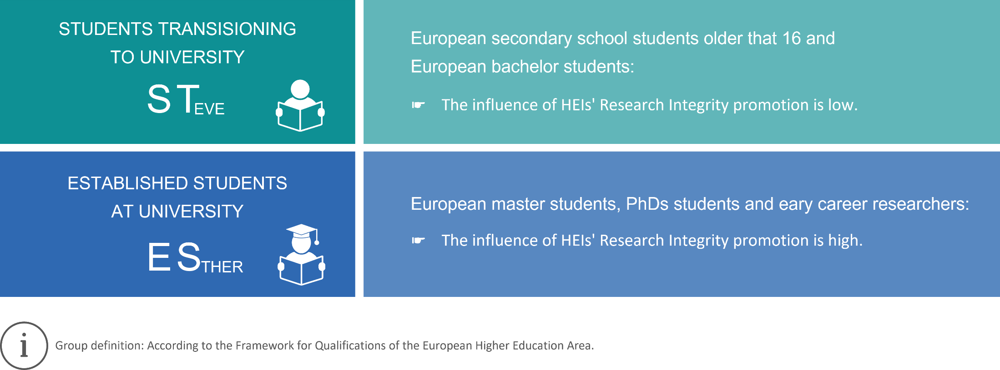 STUDENTS TRANSISIONING
TO UNIVERSITY
S TEVE
European secondary school students older that 16 and
European bachelor students:
☛ The influence of HEIs' Research Integrity promotion is low.
ESTABLISHED STUDENTS
AT UNIVERSITY
E STHER
European master students, PhDs students and eary career researchers:
☛ The influence of HEIs' Research Integrity promotion is high.
i
Group definition: According to the Framework for Qualifications of the European Higher Education Area.